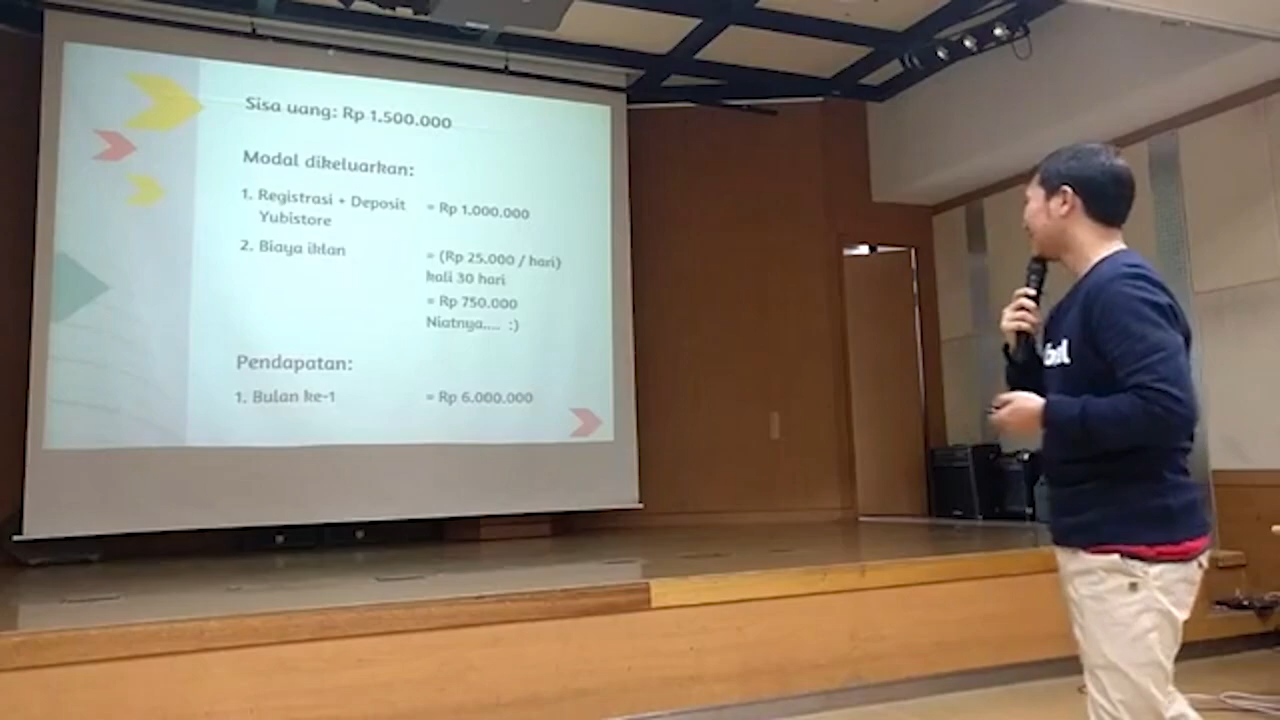 Sisa uang: Rp 1.500.000
Modal dikeluarkan:
1. Registrasi + Deposit = Rp 1.000.000
Yubistore
2. Biaya iklan = (Rp 25.000 / hari)
kali 30 hari
= Rp 750.000
Niatnya.... :)
Pendapatan:
1. Bulan ke-1 = Rp 6.000.000